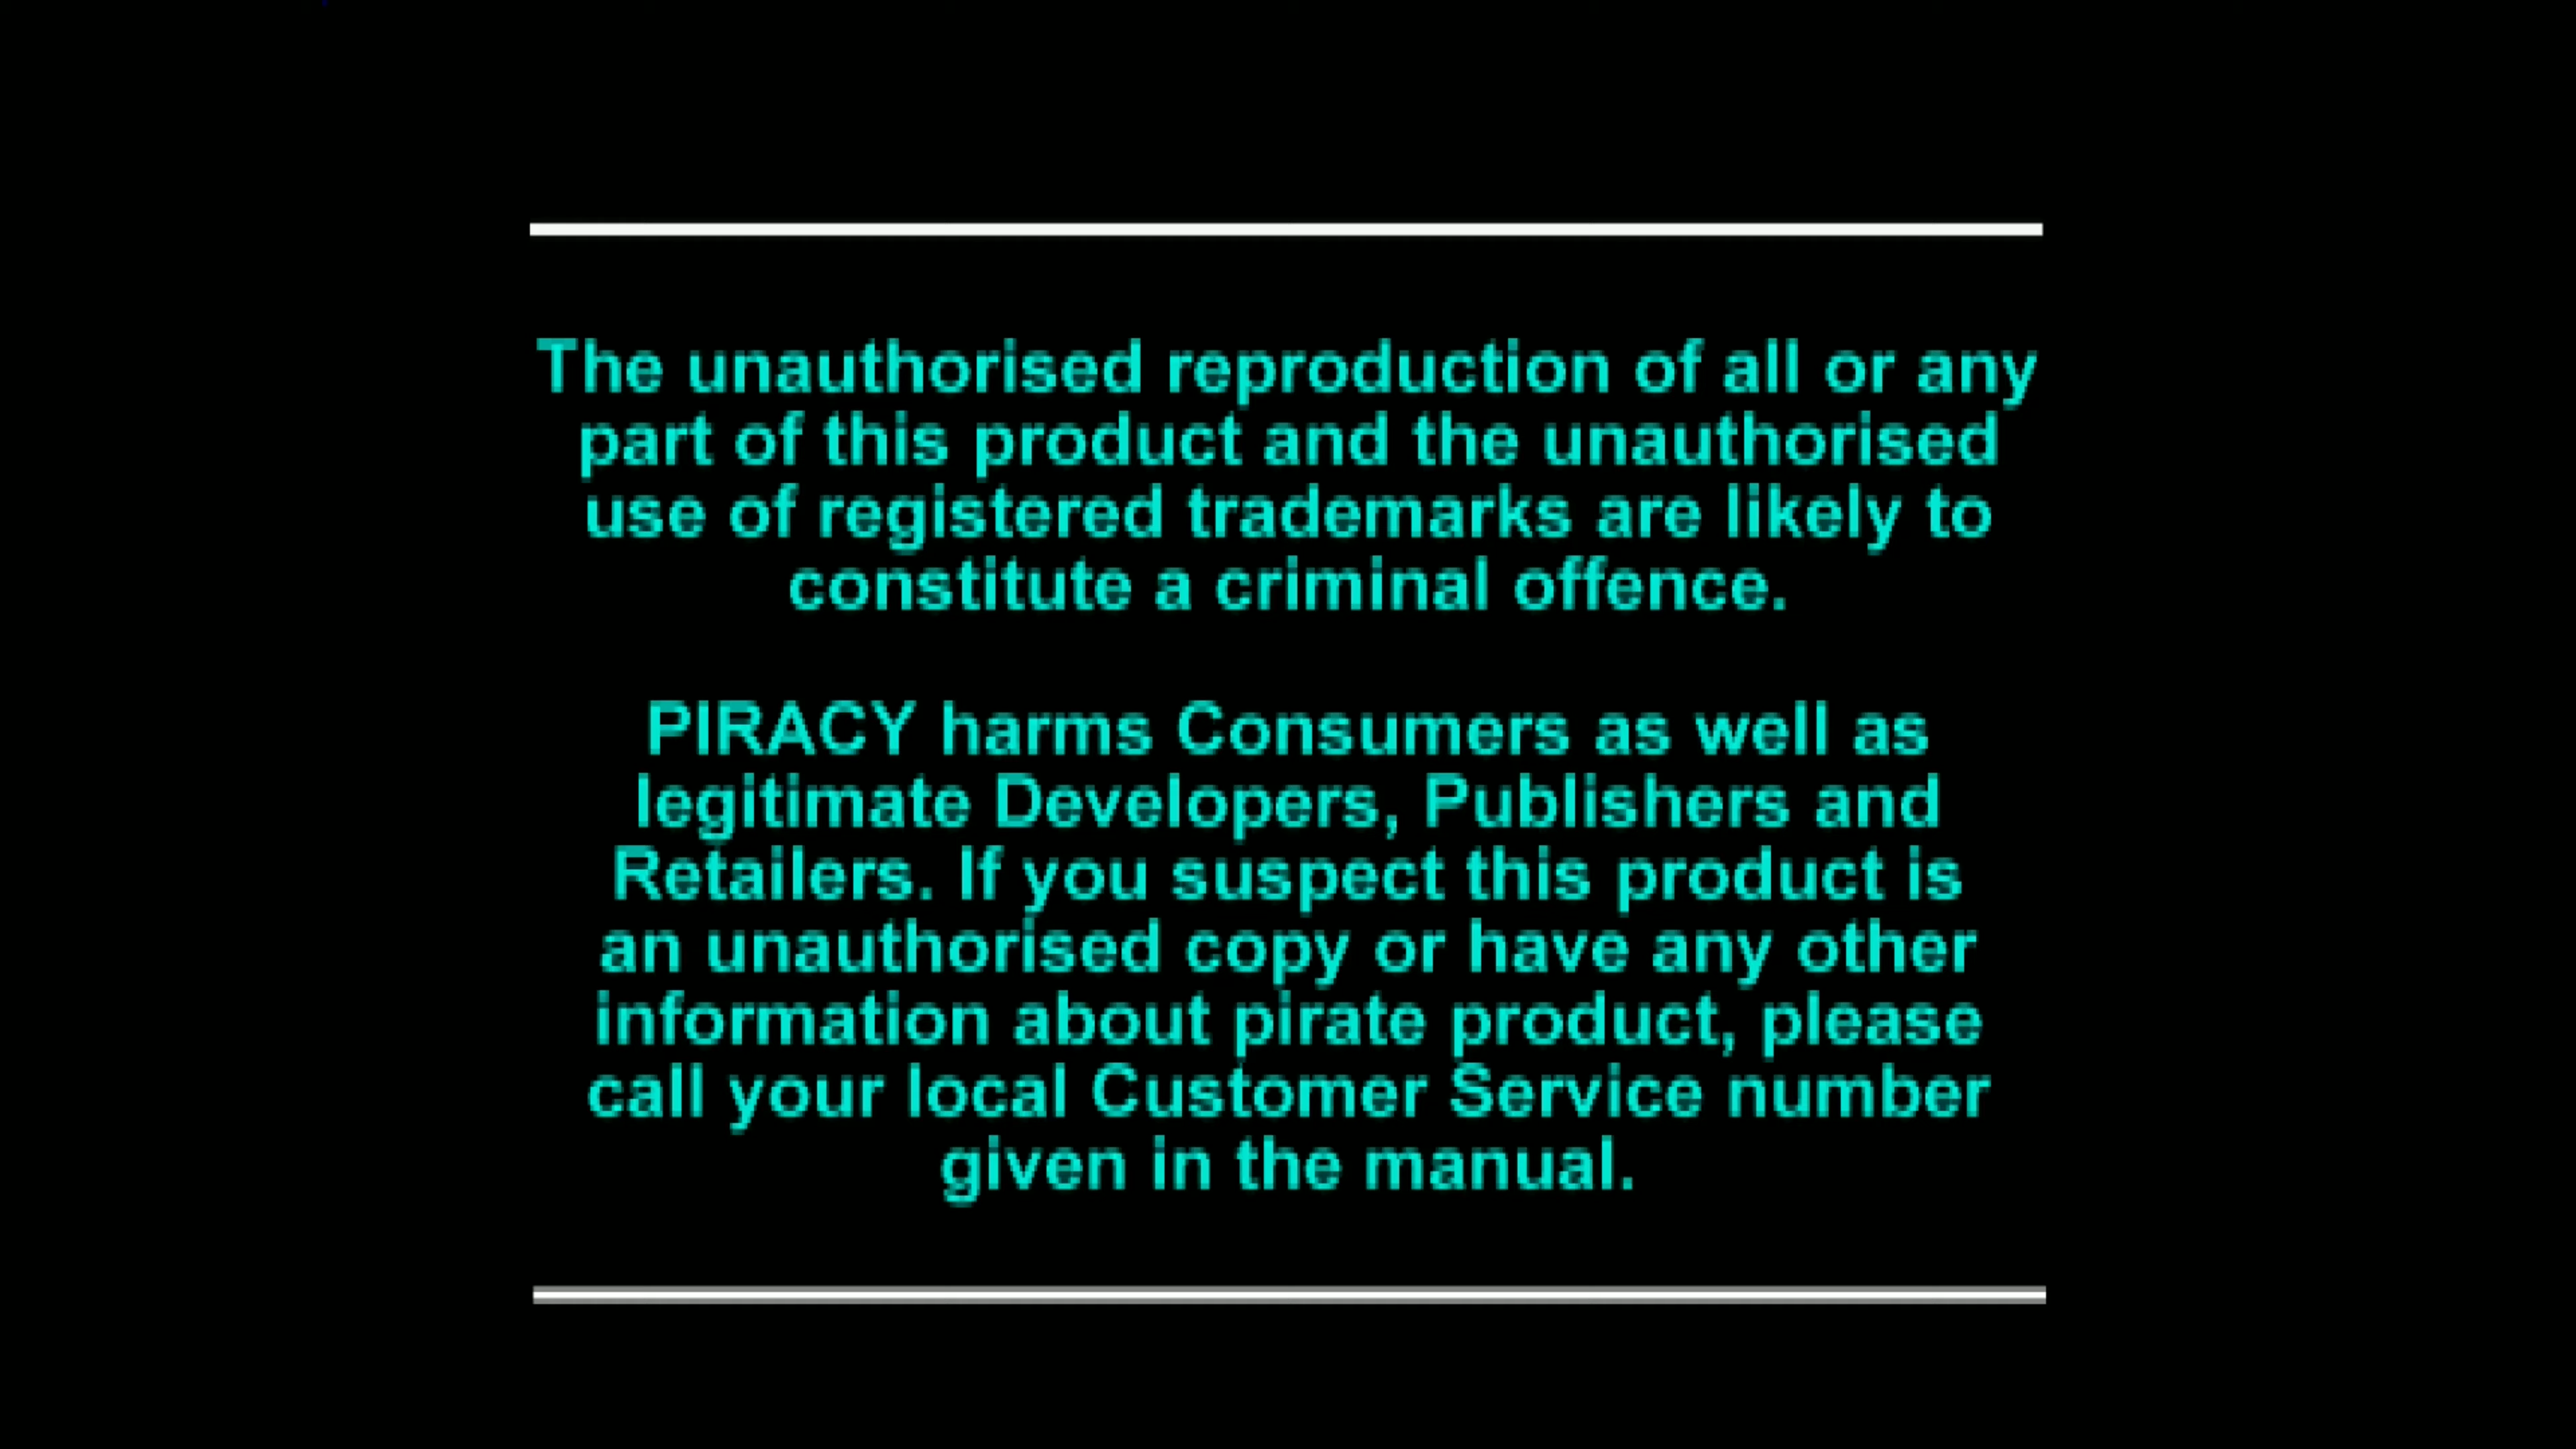 The unauthorised reproduction of all or any
part of this product and the unauthorised
use of registered trademarks are likely to
constitute a criminal offence.
PIRACY harms Consumers as well as
legitimate Developers, Publishers and
Retailers. If you suspect this product is
an unauthorised copy or have any other
information about pirate product, please
call your local Customer Service number
given in the manual.